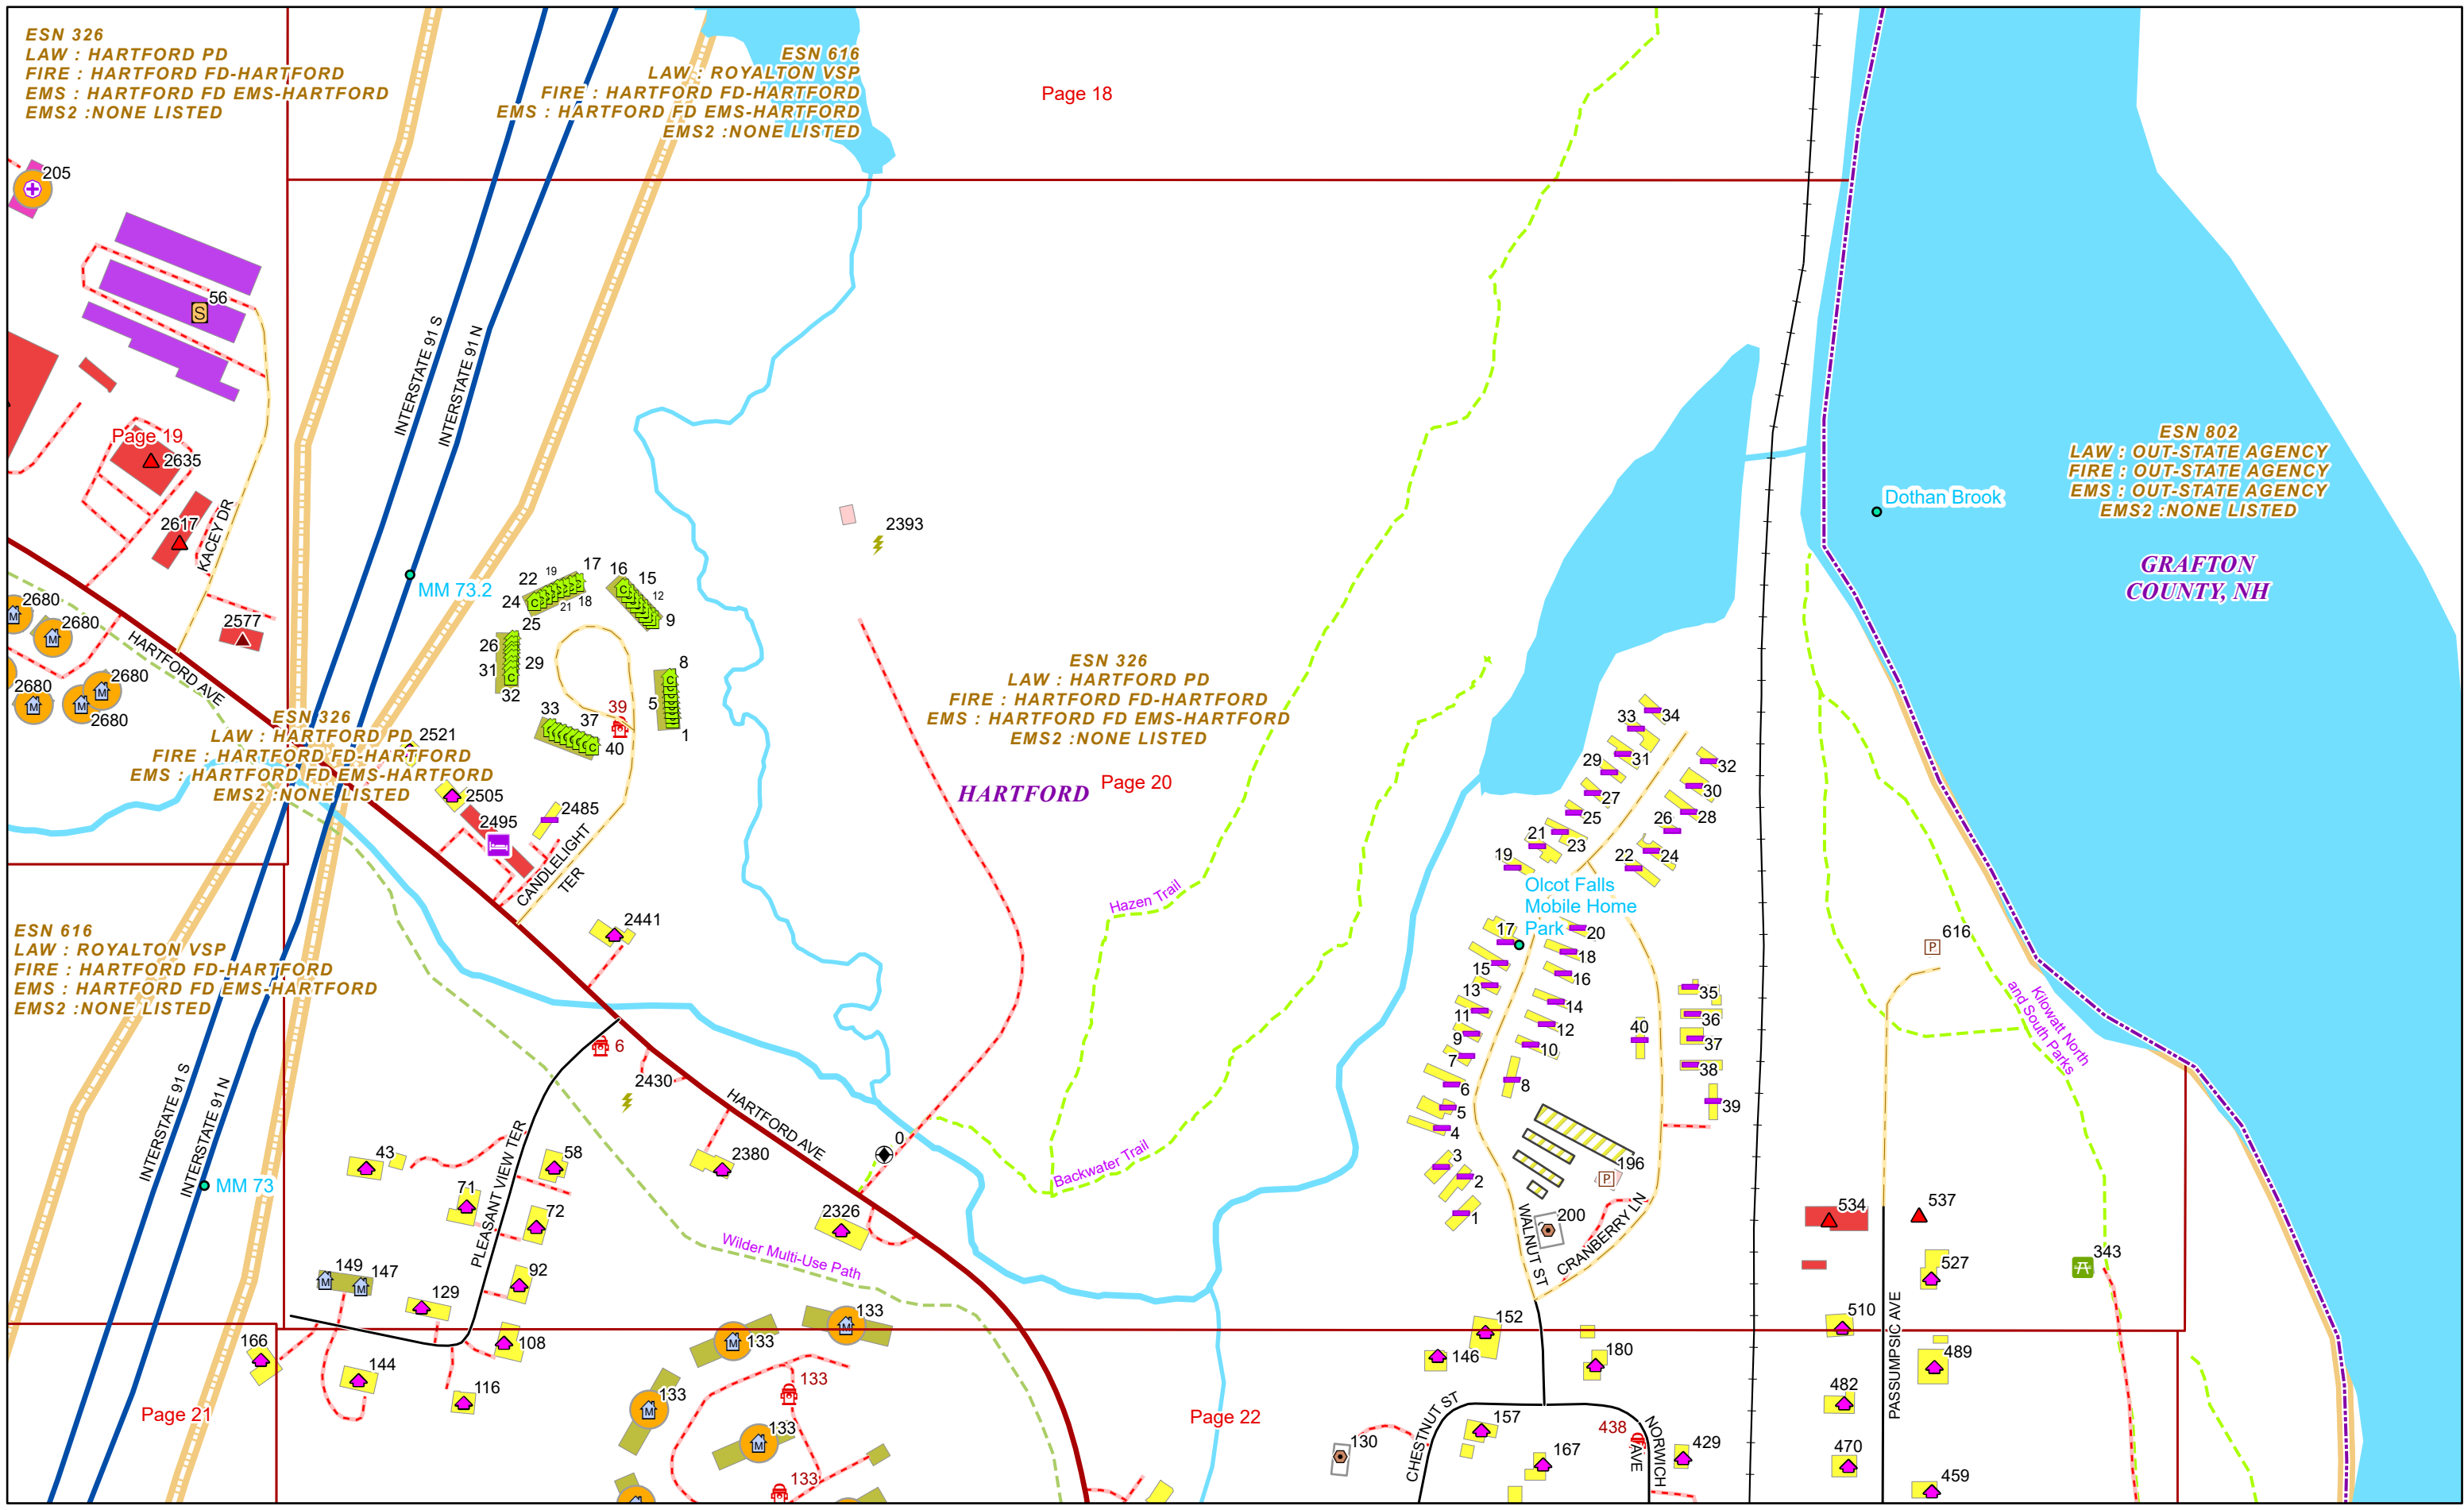 ESN 326
LAW : HARTFORD PD
FIRE : HARTFORD FD-HARTFORD
EMS : HARTFORD FD EMS-HARTFORD
EMS2 :NONE LISTED
ESN 616
LAW : ROYALTON VSP
FIRE : HARTFORD FD-HARTFORD
EMS : HARTFORD FD EMS-HARTFORD
EMS2 :NONE LISTED
Page 18
205
56
S
INTERSTATE 91 S
INTERSTATE 91 N
Page 19
2635
2617
KACEY DR
2577
2680
2680
2680
2680
2680
HARTFORD AVE
MM 73.2
ESN 802
LAW : OUT-STATE AGENCY
FIRE : OUT-STATE AGENCY
EMS : OUT-STATE AGENCY
EMS2 :NONE LISTED
Dothan Brook
GRAFTON
COUNTY, NH
2393
22
19
17
24
21
18
16
15
12
9
25
26
29
31
32
8
5
1
33
37
39
40
ESN 326
LAW : HARTFORD PD
FIRE : HARTFORD FD-HARTFORD
EMS : HARTFORD FD EMS-HARTFORD
EMS2 :NONE LISTED
2521
2505
2495
2485
CANDLELIGHT
TER
2441
ESN 326
LAW : HARTFORD PD
FIRE : HARTFORD FD-HARTFORD
EMS : HARTFORD FD EMS-HARTFORD
EMS2 :NONE LISTED
HARTFORD
Page 20
Hazen Trail
33
34
31
29
32
27
30
25
28
26
21
23
24
19
22
Olcot Falls
Mobile Home
Park
17
20
18
15
16
13
14
11
12
9
10
7
6
8
5
4
3
2
1
35
36
37
38
39
40
P
616
Kilowatt North
and South Parks
ESN 616
LAW : ROYALTON VSP
FIRE : HARTFORD FD-HARTFORD
EMS : HARTFORD FD EMS-HARTFORD
EMS2 :NONE LISTED
INTERSTATE 91 S
INTERSTATE 91 N
MM 73
6
2430
HARTFORD AVE
2380
0
Backwater Trail
2326
Wilder Multi-Use Path
PLEASANT VIEW TER
43
58
71
72
149
147
92
129
108
166
144
116
Page 21
133
133
133
133
133
133
Page 22
196
P
200
WALNUT ST
CRANBERRY LN
152
146
180
CHESTNUT ST
157
167
130
438
NORWICH
AVE
429
534
537
527
343
510
PASSUMPSIC AVE
489
482
470
459